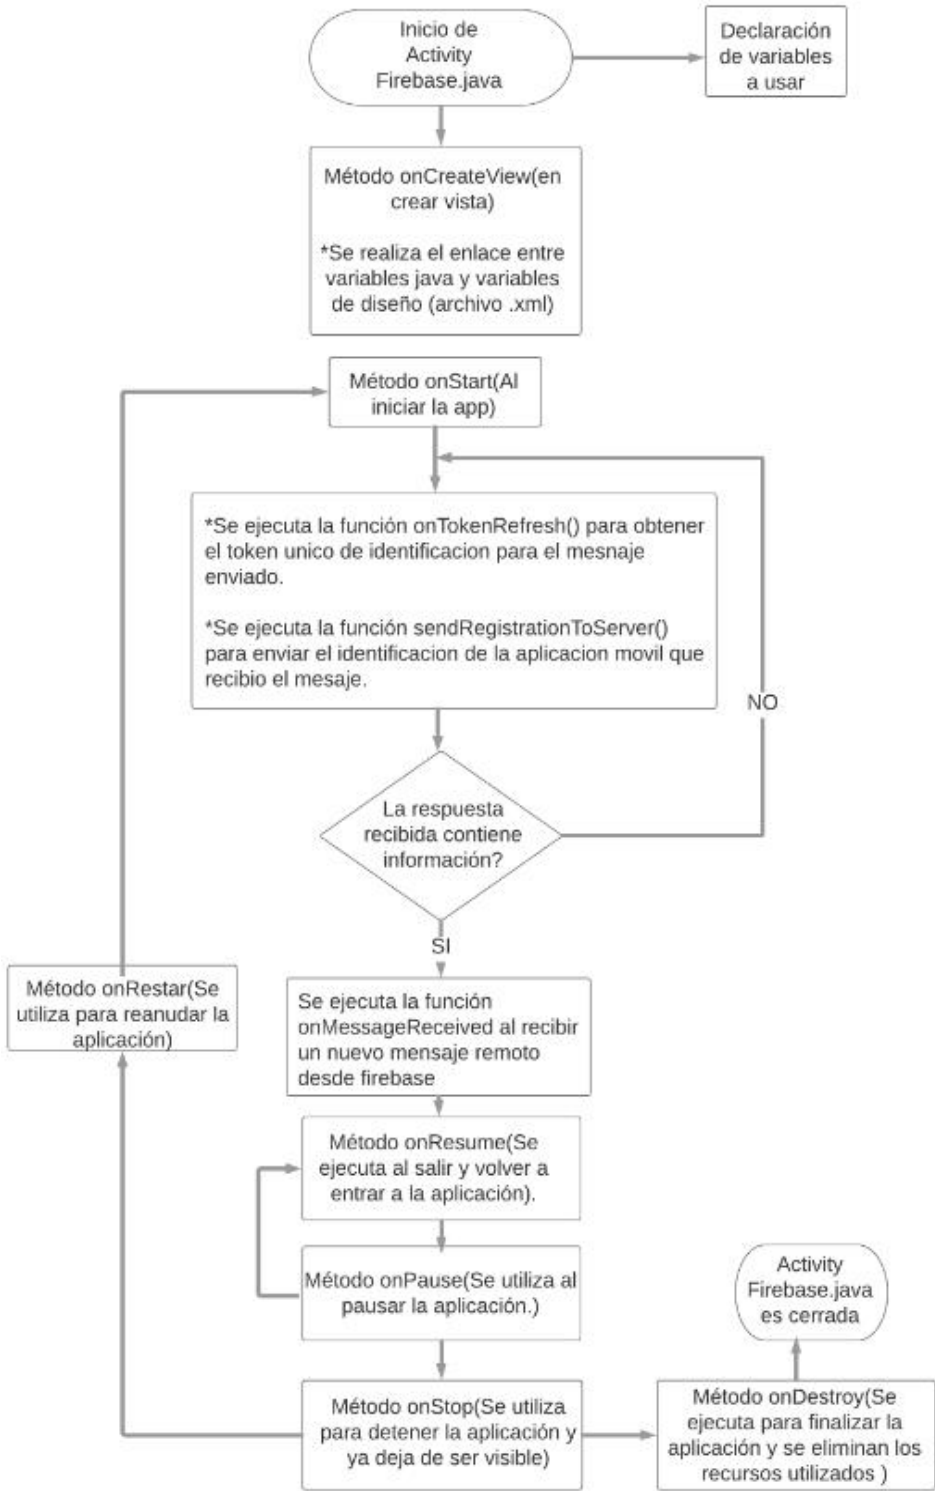 Inicio de
Activity
Firebase.java
Declaración
de variables
a usar
Método onCreateView(en
crear vista)
*Se realiza el enlace entre
variables java y variables
de diseño (archivo .xml)
Método onStart(Al
iniciar la app)
*Se ejecuta la función onTokenRefresh() para obtener
el token unico de identificacion para el mesnaje
enviado.
*Se ejecuta la función sendRegistrationToServer()
para enviar el identificacion de la aplicacion movil que
recibio el mesaje.
NO
La respuesta
recibida contiene
información?
SI
Método onRestar(Se
utiliza para reanudar la
aplicación)
Se ejecuta la función
onMessageReceived al recibir
un nuevo mensaje remoto
desde firebase
Método onResume(Se
ejecuta al salir y volver a
entrar a la aplicación).
Método onPause(Se utiliza al
pausar la aplicación.)
Activity
Firebase.java
es cerrada
Método onStop(Se utiliza
para detener la aplicación y
ya deja de ser visible)
Método onDestroy(Se
ejecuta para finalizar la
aplicación y se eliminan los
recursos utilizados )